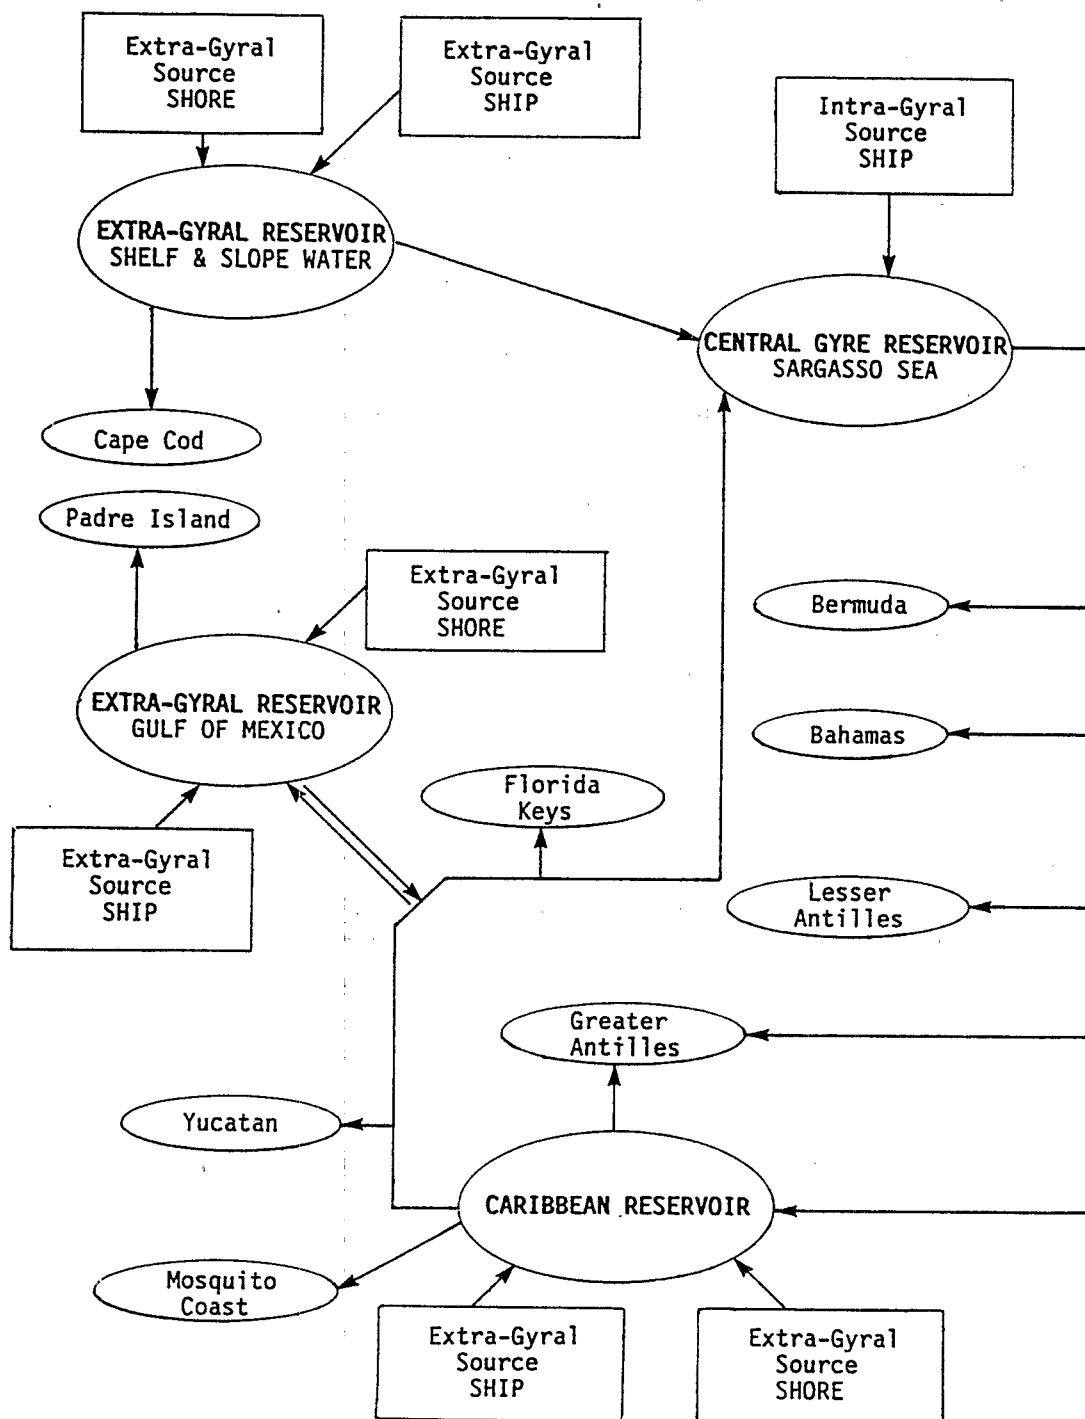 Extra-Gyral
Source
SHORE
Extra-Gyral
Source
SHIP
Intra-Gyral
Source
SHIP
EXTRA-GYRAL RESERVOIR
SHELF & SLOPE WATER
CENTRAL GYRE RESERVOIR
SARGASSO SEA
Cape Cod
Padre Island
Extra-Gyral
Source
SHORE
Bermuda
EXTRA-GYRAL RESERVOIR
GULF OF MEXICO
Bahamas
Florida
Keys
Extra-Gyral
Source
SHIP
Lesser
Antilles
Greater
Antilles
Yucatan
CARIBBEAN RESERVOIR
Mosquito
Coast
Extra-Gyral
Source
SHIP
Extra-Gyral
Source
SHORE